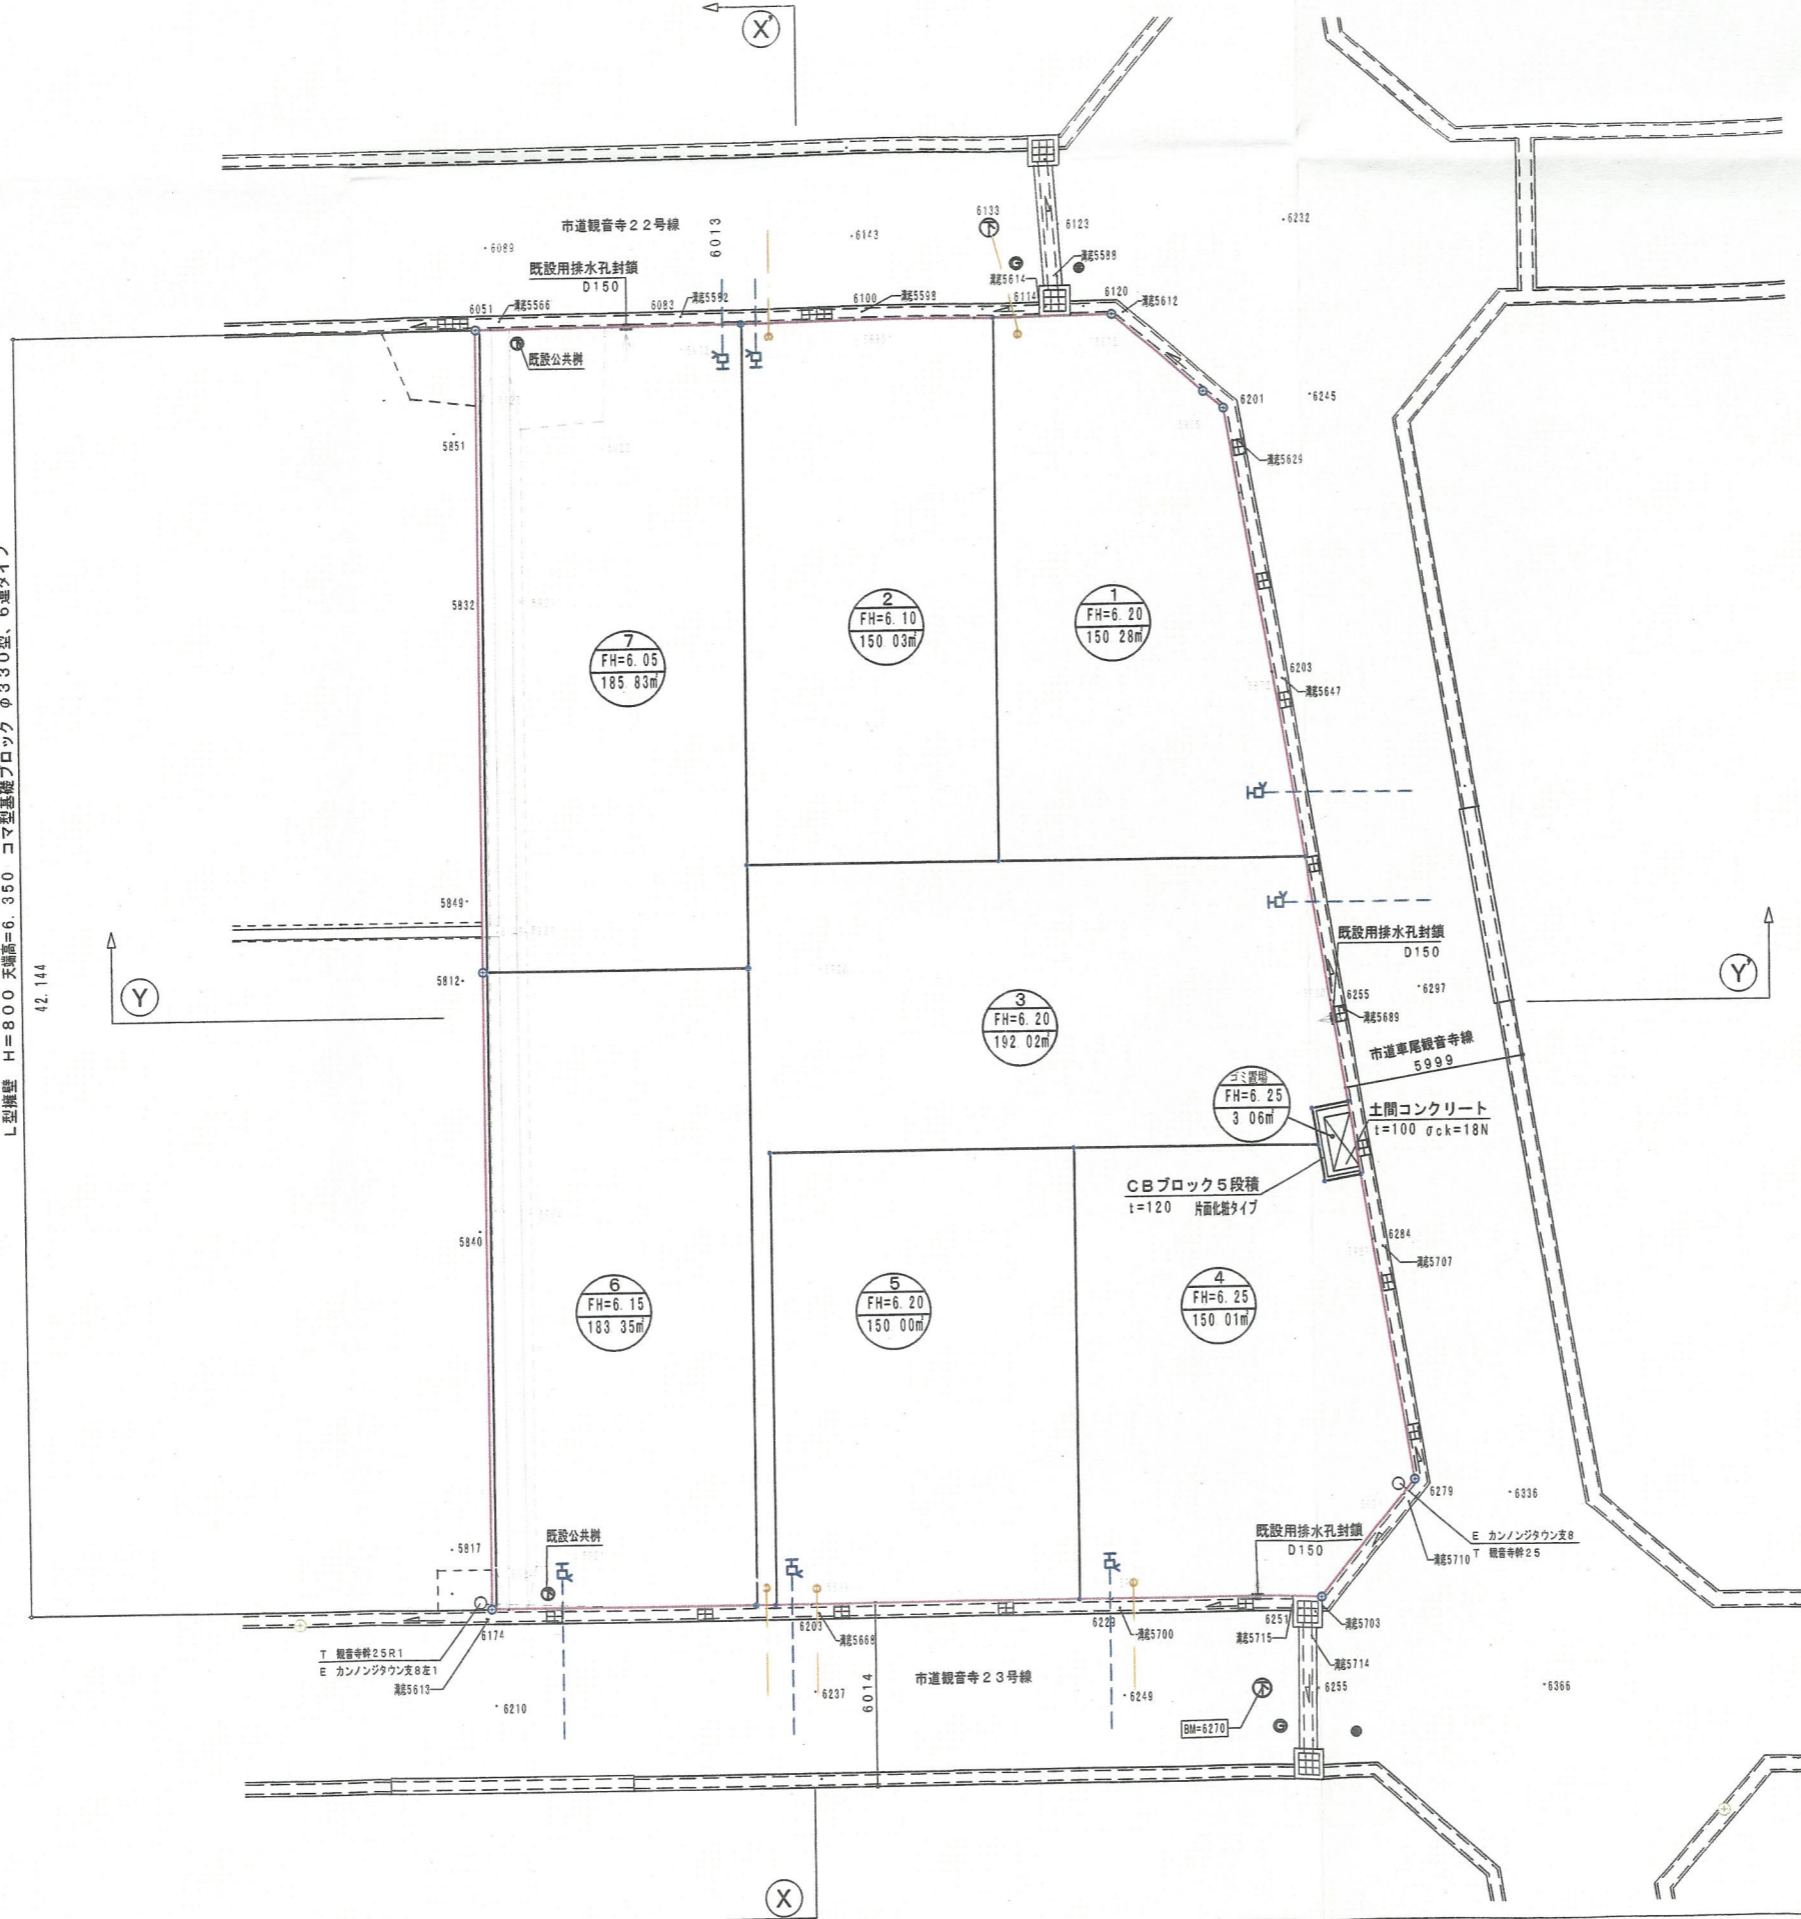 X'
市道観音寺22号線
6013
6133
6123
6232
6089
6143
既設用排水孔封鎖
D150
溝底5588
溝底5614
6051
溝底5566
6083
溝底5582
6100
溝底5598
6114
6120
溝底5612
既設公共桝
6201
6245
5851
溝底5629
5832
7
FH=6.05
185.83㎡
2
FH=6.10
150.03㎡
1
FH=6.20
150.28㎡
6203
溝底5647
L型擁壁 H=800 天端高=6.350 コマ型基礎ブロック φ330型、6連タイプ
42.144
5849
5812
Y
既設用排水孔封鎖
D150
6255
6297
溝底5689
Y'
3
FH=6.20
192.02㎡
市道車尾観音寺線
5999
ゴミ置場
FH=6.25
3.06㎡
土間コンクリート
t=100 σck=18N
CBブロック5段積
t=120 片面化粧タイプ
5840
6284
溝底5707
6
FH=6.15
183.35㎡
5
FH=6.20
150.00㎡
4
FH=6.25
150.01㎡
6279
6336
E カンノンジタウン支8
T 観音寺幹25
溝底5710
既設用排水孔封鎖
D150
既設公共桝
5817
6174
6203
溝底5668
6229
溝底5700
6251
溝底5715
溝底5703
溝底5714
T 観音寺幹25R1
E カンノンジタウン支8左1
溝底5613
6210
6237
6014
市道観音寺23号線
6249
6255
6366
BM=6270
X